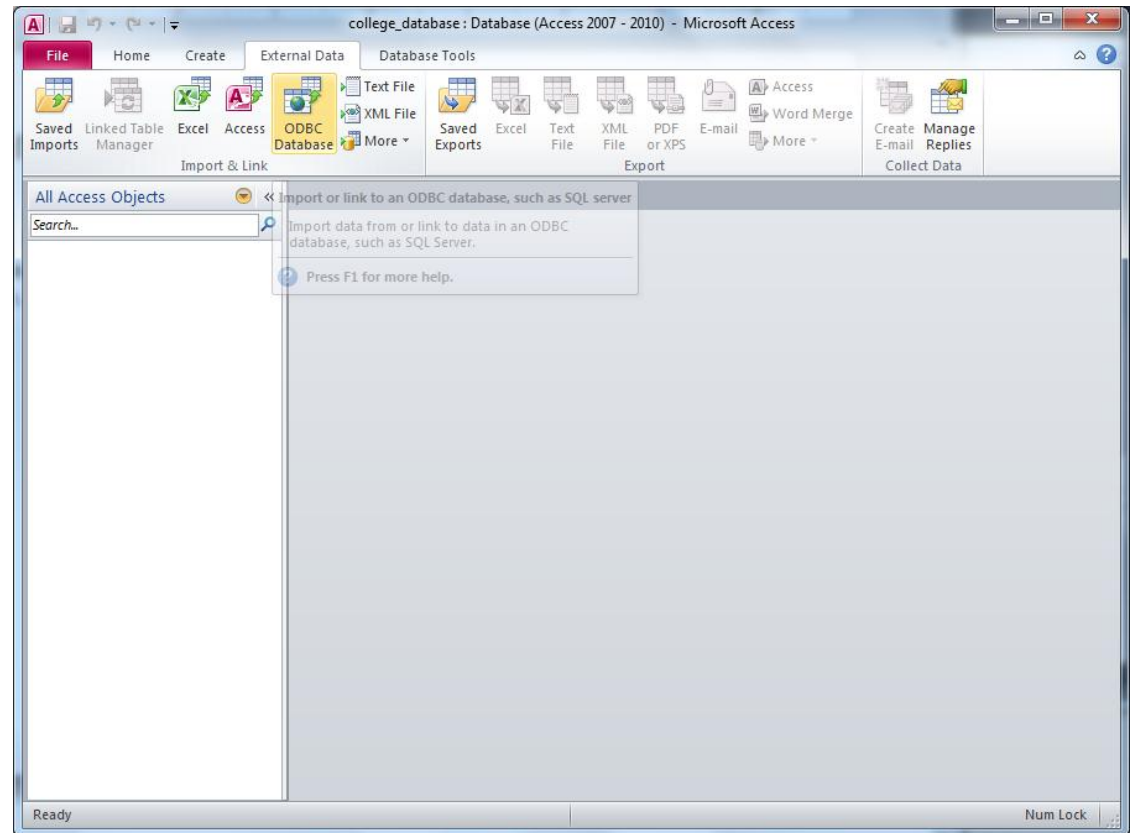 college_database : Database (Access 2007 - 2010) - Microsoft Access
File Home Create External Data Database Tools
Saved Imports
Linked Table Manager
Excel
Access
ODBC Database
Text File
XML File
More
Import & Link
Saved Exports
Excel
Text File
XML File
PDF or XPS
E-mail
Access
Word Merge
More
Export
Create E-mail
Manage Replies
Collect Data
All Access Objects
Search...
Import or link to an ODBC database, such as SQL server
Import data from or link to data in an ODBC
database, such as SQL Server.
Press F1 for more help.
Ready
Num Lock